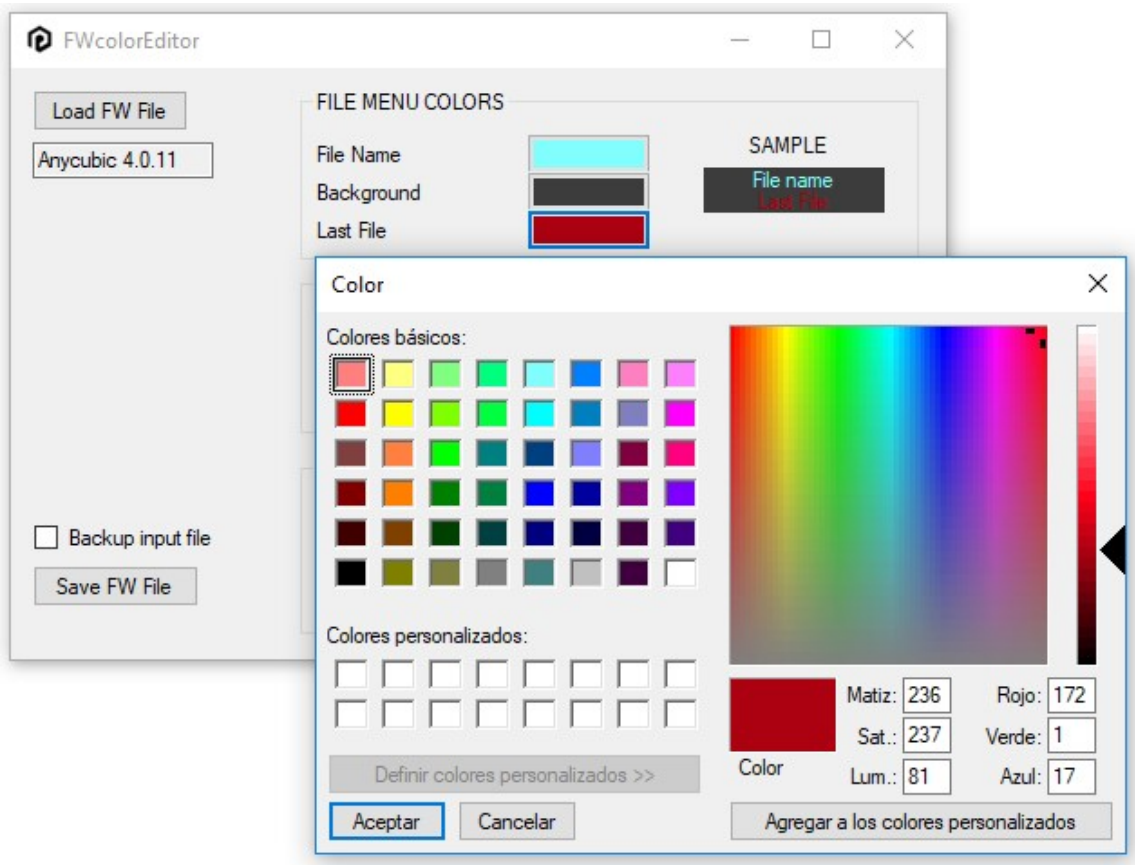 FWcolorEditor
Load FW File
Anycubic 4.0.11
FILE MENU COLORS
File Name
Background
Last File
SAMPLE
File name
Last File
Backup input file
Save FW File
Color
Colores básicos:
Colores personalizados:
Definir colores personalizados >>
Aceptar
Cancelar
Color
Matiz: 236
Sat.: 237
Lum.: 81
Rojo: 172
Verde: 1
Azul: 17
Agregar a los colores personalizados